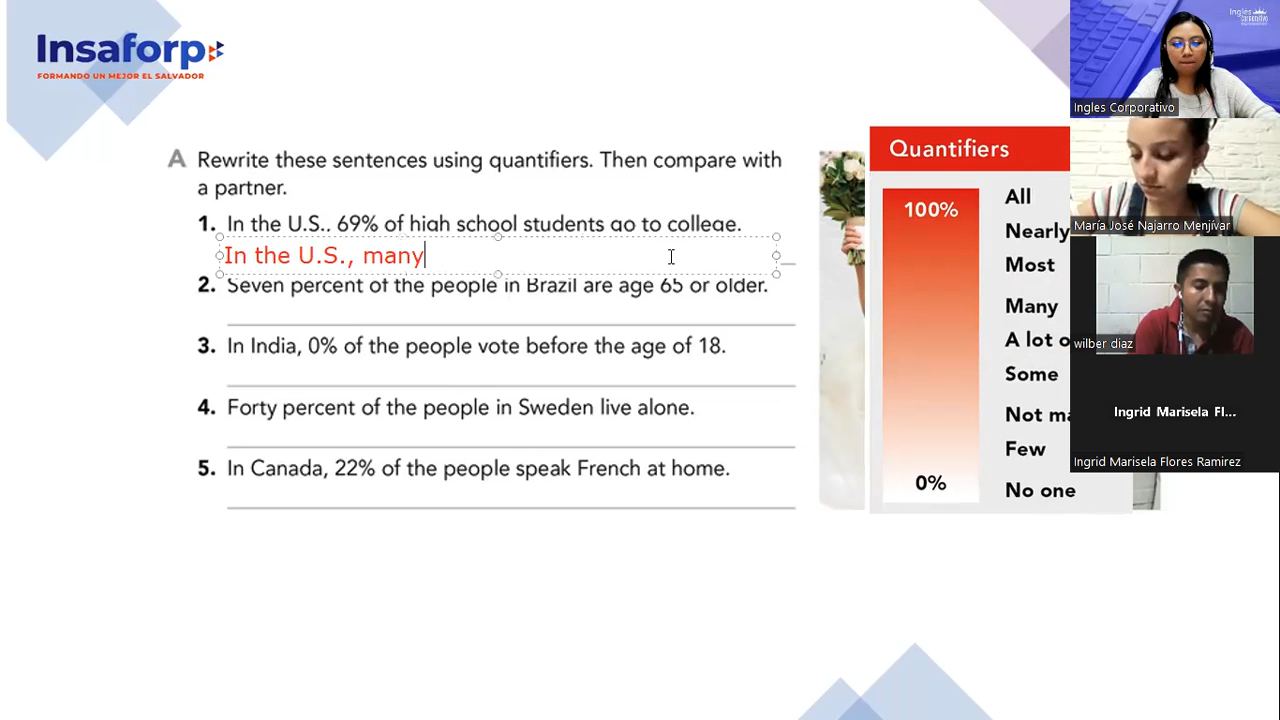 Insaforp
FORMANDO UN MEJOR EL SALVADOR
A Rewrite these sentences using quantifiers. Then compare with
a partner.
1. In the U.S., 69% of high school students go to college.
In the U.S., many
2. Seven percent of the people in Brazil are age 65 or older.
3. In India, 0% of the people vote before the age of 18.
4. Forty percent of the people in Sweden live alone.
5. In Canada, 22% of the people speak French at home.
Quantifiers
100%
All
Nearly
Most
Many
A lot o
Some
Not ma
Few
0%
No one
Ingles Corporativo
Ingles Corporativo
María José Najarro Menjívar
wilber diaz
Ingrid Marisela Fl...
Ingrid Marisela Flores Ramirez